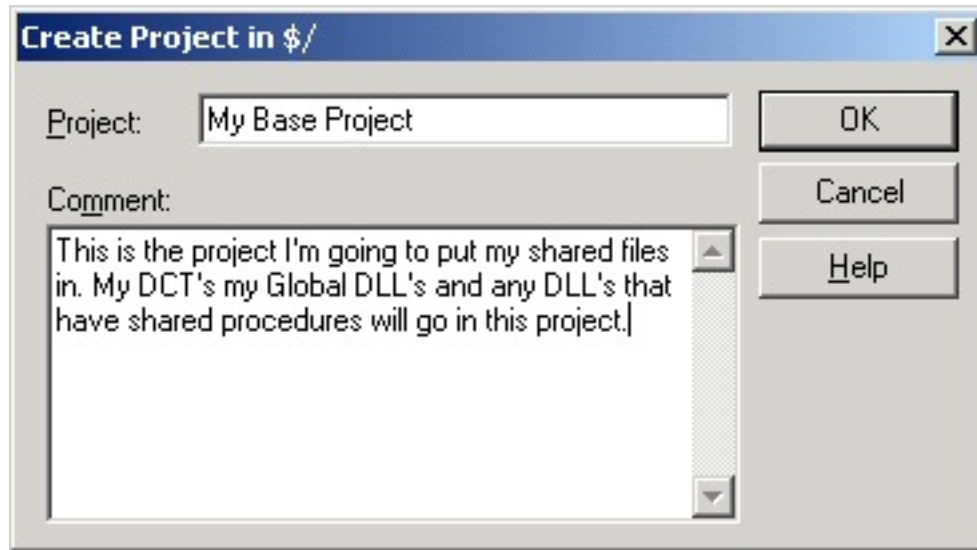 Create Project in $/
Project: My Base Project
OK
Comment:
Cancel
This is the project I'm going to put my shared files
in. My DCT's my Global DLL's and any DLL's that
have shared procedures will go in this project.
Help